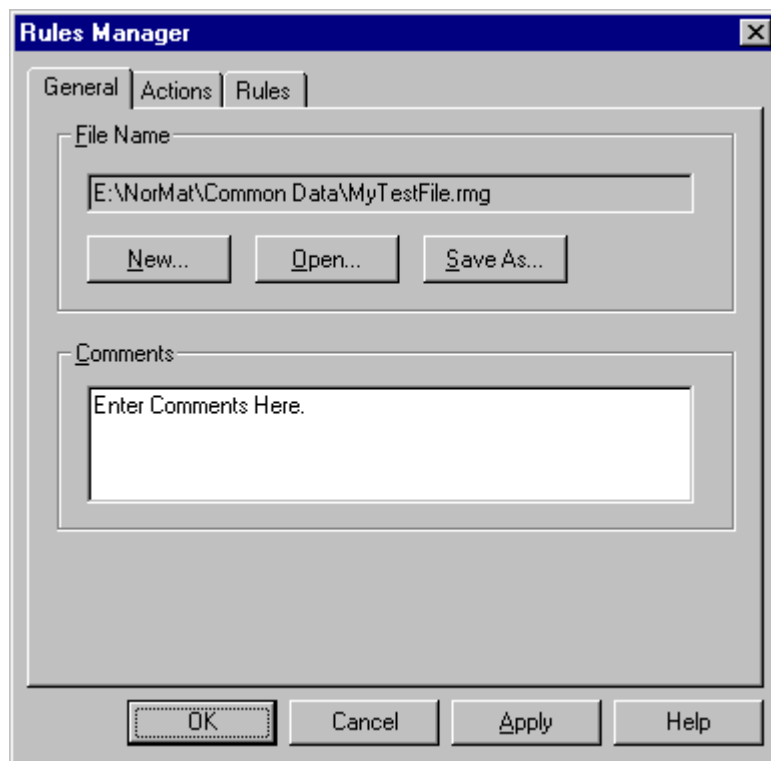 Rules Manager
General Actions Rules
File Name
E:\NorMat\Common Data\MyTestFile.rmg
New... Open... Save As...
Comments
Enter Comments Here.
OK Cancel Apply Help